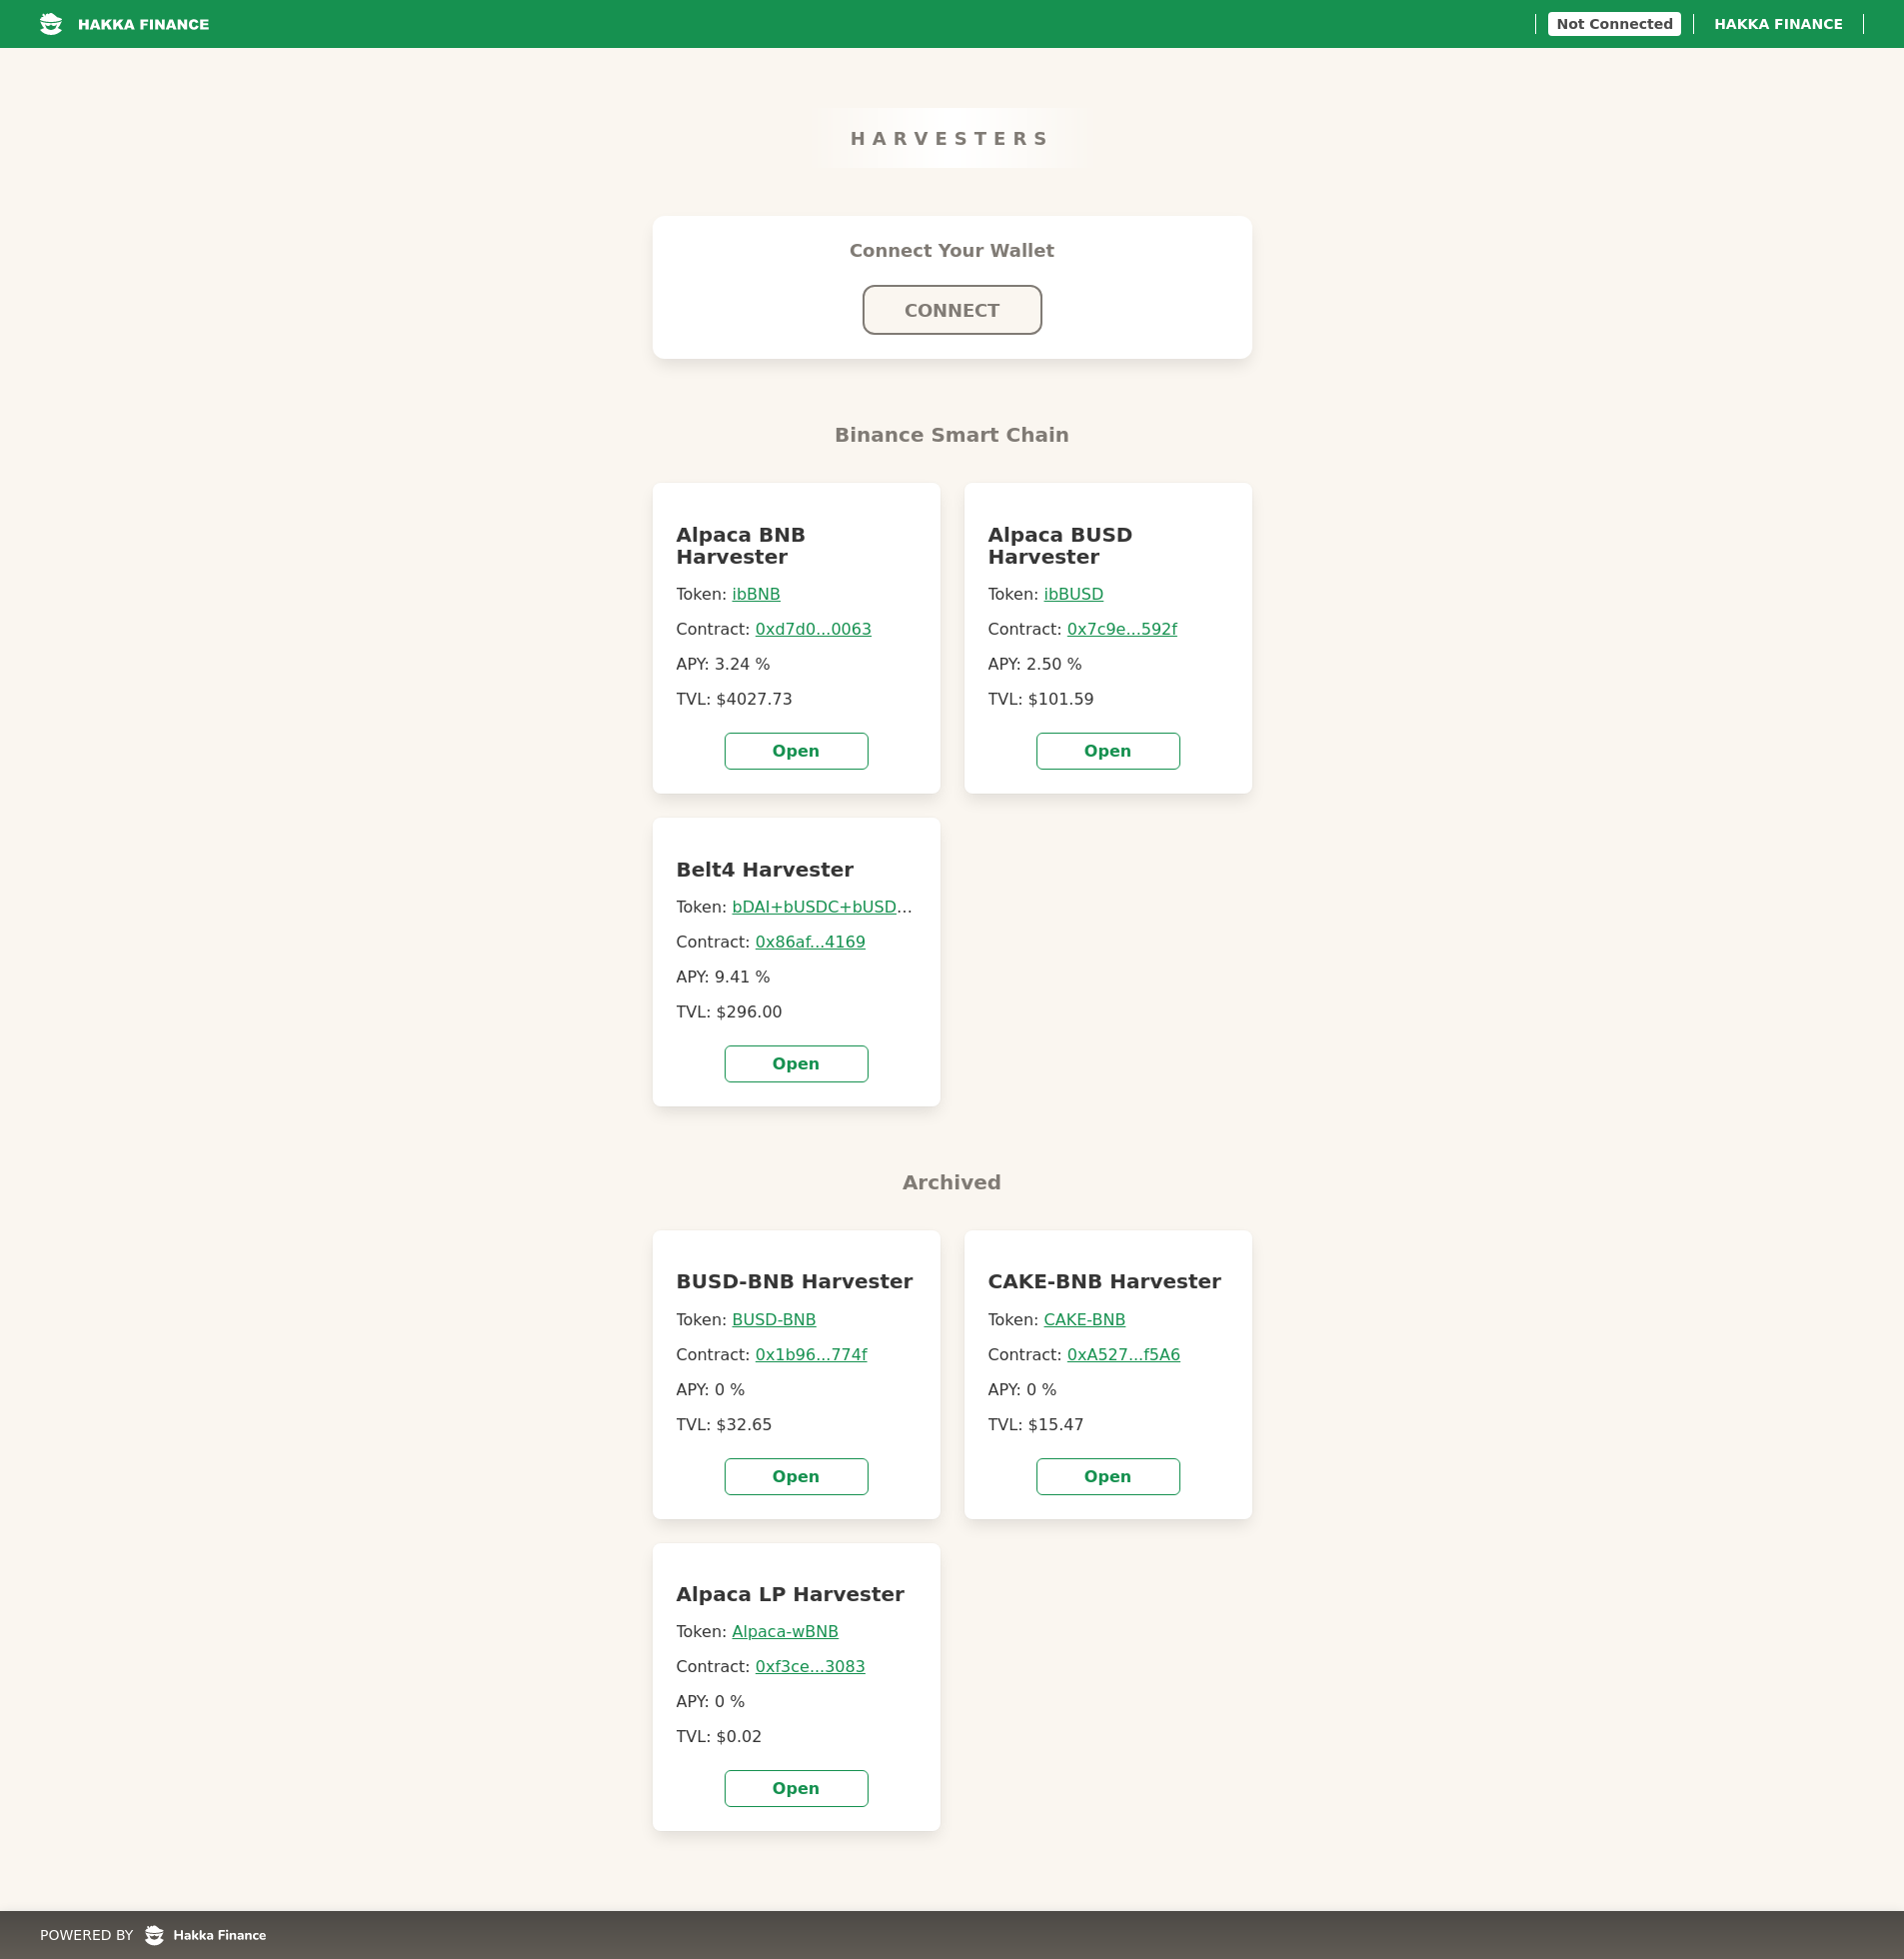 HAKKA FINANCE
Not Connected
HAKKA FINANCE
HARVESTERS
Connect Your Wallet
CONNECT
Binance Smart Chain
Alpaca BNB
Harvester
Token: ibBNB
Contract: 0xd7d0...0063
APY: 3.24 %
TVL: $4027.73
Open
Alpaca BUSD
Harvester
Token: ibBUSD
Contract: 0x7c9e...592f
APY: 2.50 %
TVL: $101.59
Open
Belt4 Harvester
Token: bDAI+bUSDC+bUSD...
Contract: 0x86af...4169
APY: 9.41 %
TVL: $296.00
Open
Archived
BUSD-BNB Harvester
Token: BUSD-BNB
Contract: 0x1b96...774f
APY: 0 %
TVL: $32.65
Open
CAKE-BNB Harvester
Token: CAKE-BNB
Contract: 0xA527...f5A6
APY: 0 %
TVL: $15.47
Open
Alpaca LP Harvester
Token: Alpaca-wBNB
Contract: 0xf3ce...3083
APY: 0 %
TVL: $0.02
Open
POWERED BY Hakka Finance